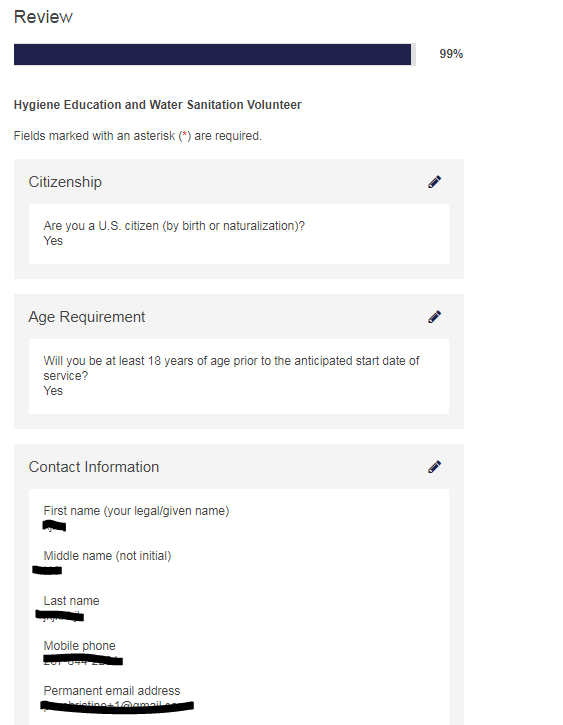 Review
99%
Hygiene Education and Water Sanitation Volunteer
Fields marked with an asterisk (*) are required.
Citizenship
Are you a U.S. citizen (by birth or naturalization)?
Yes
Age Requirement
Will you be at least 18 years of age prior to the anticipated start date of
service?
Yes
Contact Information
First name (your legal/given name)
Middle name (not initial)
Last name
Mobile phone
Permanent email address